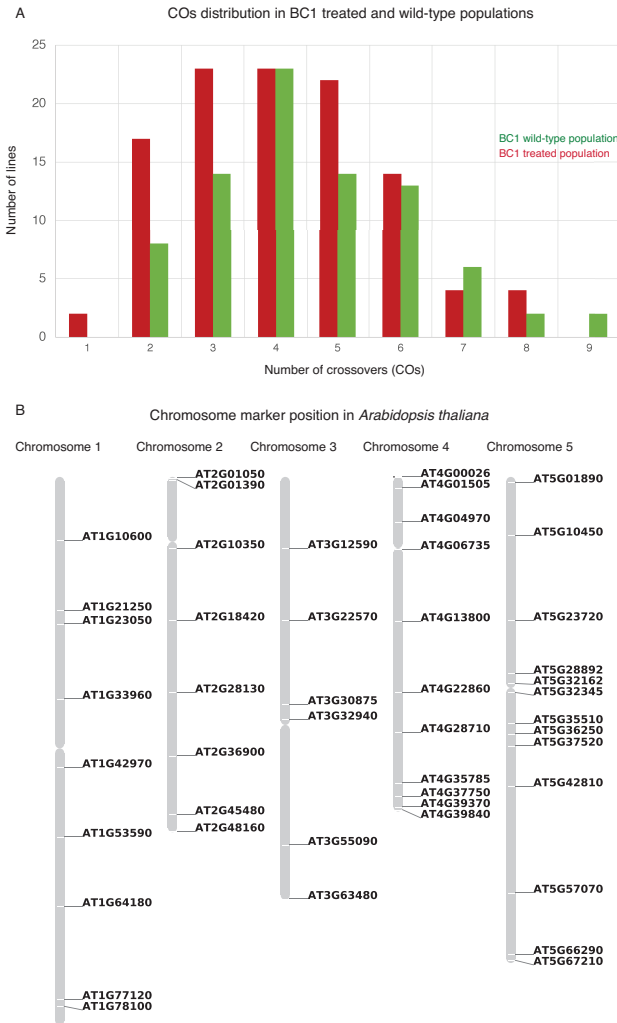 A
COs distribution in BC1 treated and wild-type populations
25
20
15
10
5
0
Number of lines
BC1 wild-type population
BC1 treated population
1 2 3 4 5 6 7 8 9
Number of crossovers (COs)
B
Chromosome marker position in Arabidopsis thaliana
Chromosome 1
AT1G10600
AT1G21250
AT1G23050
AT1G33960
AT1G42970
AT1G53590
AT1G64180
AT1G77120
AT1G78100
Chromosome 2
AT2G01050
AT2G01390
AT2G10350
AT2G18420
AT2G28130
AT2G36900
AT2G45480
AT2G48160
Chromosome 3
AT3G12590
AT3G22570
AT3G30875
AT3G32940
AT3G55090
AT3G63480
Chromosome 4
AT4G00026
AT4G01505
AT4G04970
AT4G06735
AT4G13800
AT4G22860
AT4G28710
AT4G35785
AT4G37750
AT4G39370
AT4G39840
Chromosome 5
AT5G01890
AT5G10450
AT5G23720
AT5G28892
AT5G32162
AT5G32345
AT5G35510
AT5G36250
AT5G37520
AT5G42810
AT5G57070
AT5G66290
AT5G67210